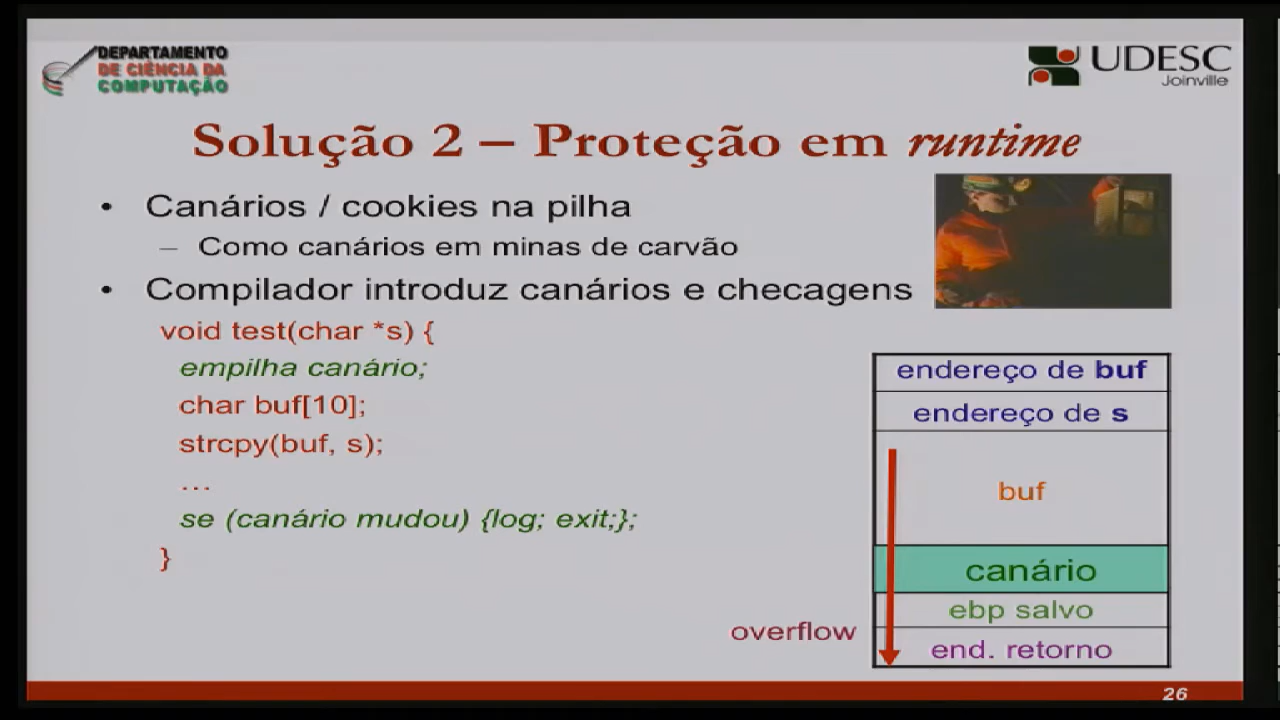 DEPARTAMENTO
DE CIÊNCIA DA
COMPUTAÇÃO
UDESC
Joinville
Solução 2 – Proteção em runtime
• Canários / cookies na pilha
– Como canários em minas de carvão
• Compilador introduz canários e checagens
void test(char *s) {
empilha canário;
char buf[10];
strcpy(buf, s);
...
se (canário mudou) {log; exit;};
}
endereço de buf
endereço de s
buf
canário
ebp salvo
end. retorno
overflow
26